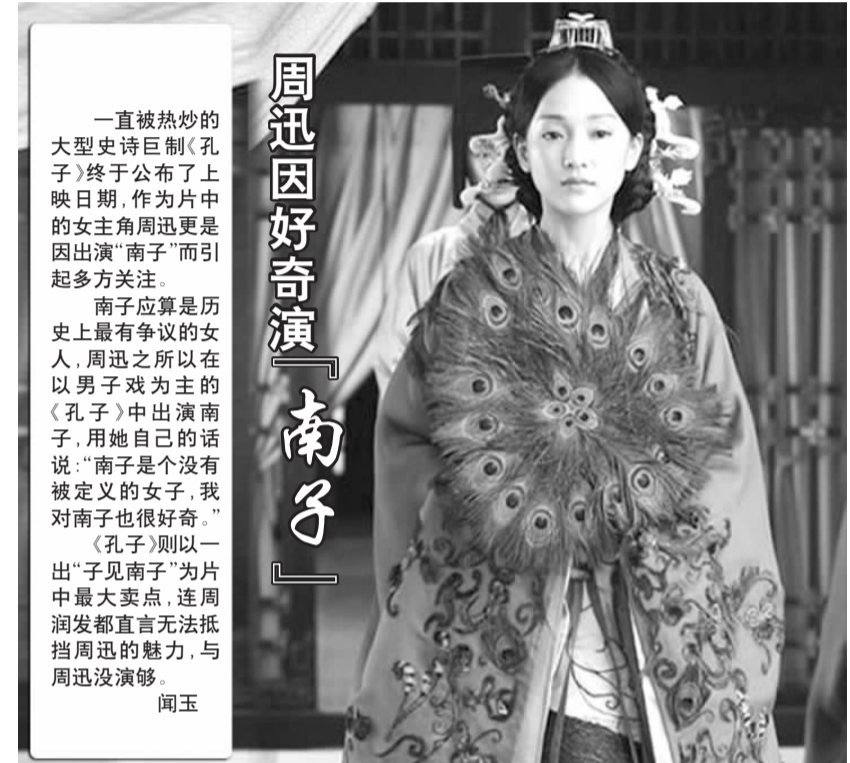 周迅因好奇演『南子』
一直被热炒的
大型史诗巨制《孔
子》终于公布了上
映日期,作为片中
的女主角周迅更是
因出演“南子”而引
起多方关注。
南子应算是历
史上最有争议的女
人,周迅之所以在
以男子戏为主的
《孔子》中出演南
子,用她自己的话
说:“南子是个没有
被定义的女子,我
对南子也很好奇。”
《孔子》则以一
出“子见南子”为片
中最大卖点,连周
润发都直言无法抵
挡周迅的魅力,与
周迅没演够。
闻玉